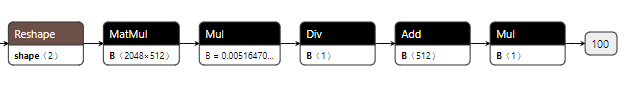 Reshape
shape〈2〉
MatMul
B〈2048×512〉
Mul
B = 0.00516470…
Div
B〈1〉
Add
B〈512〉
Mul
B〈1〉
100